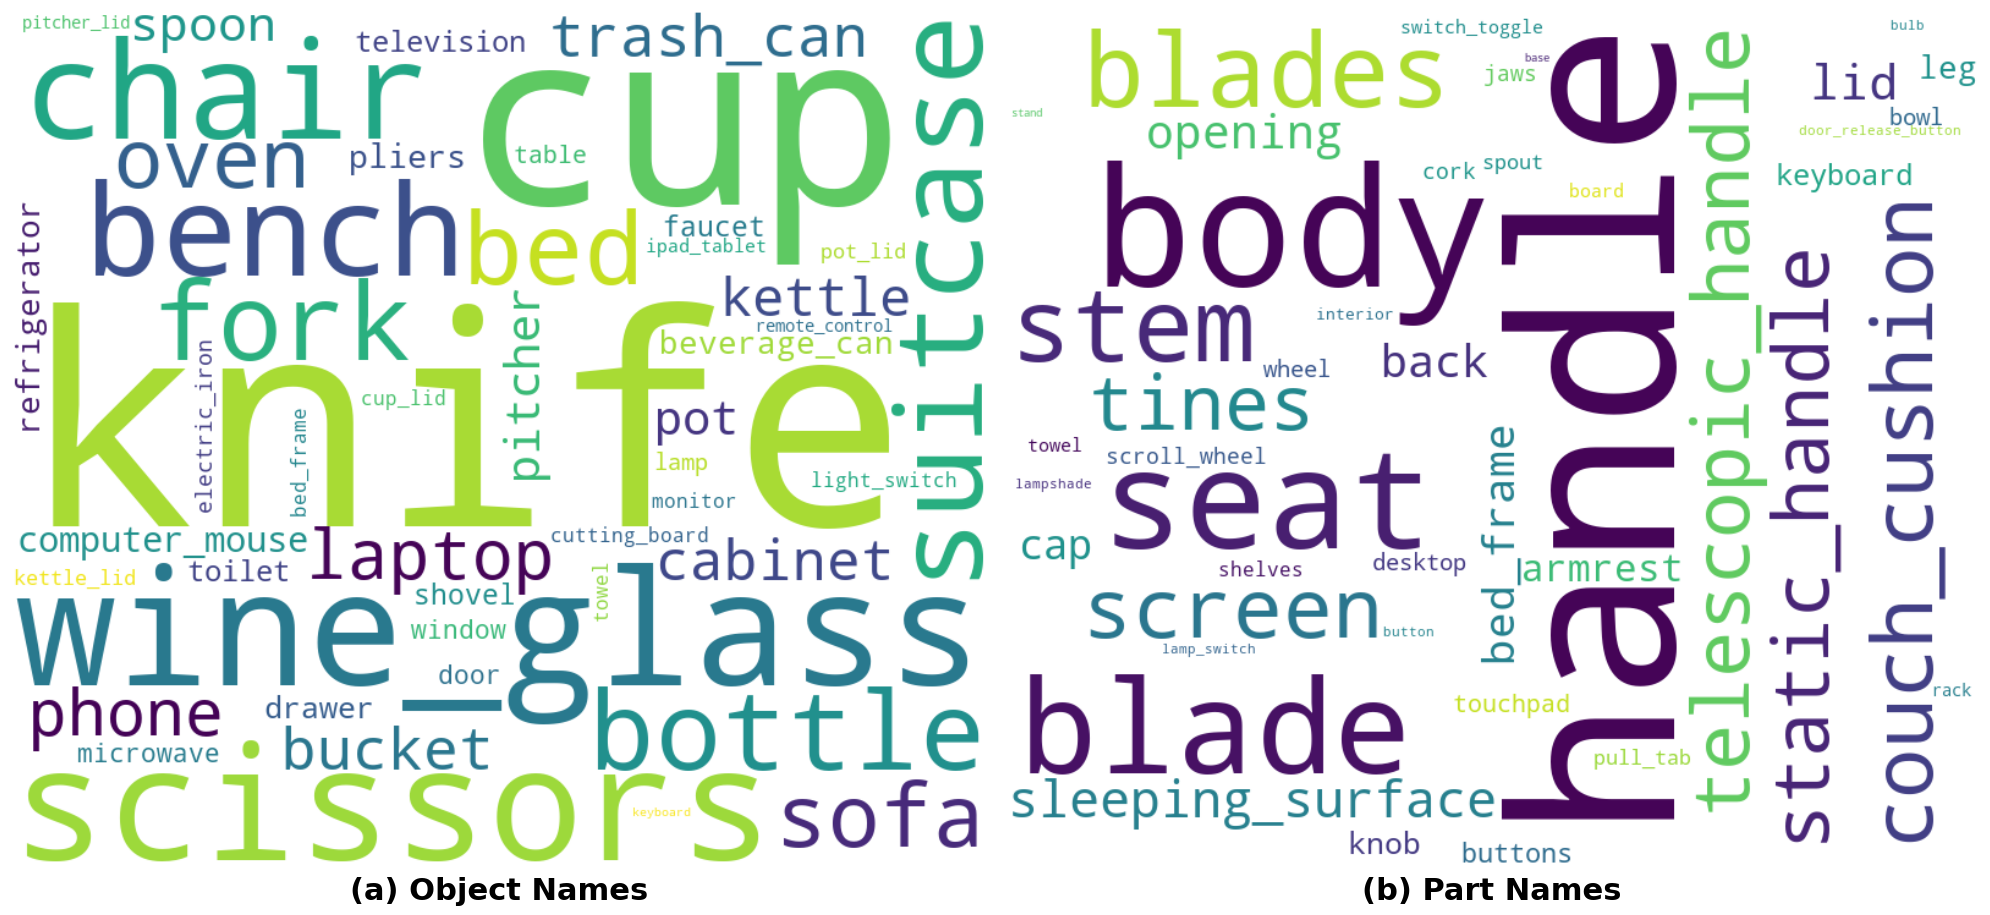 pitcher_lid
spoon
television
trash_can
chair
cup
suitcase
oven
pliers
table
bench
bed
faucet
ipad_tablet
pot_lid
refrigerator
fork
kettle
pitcher
remote_control
beverage_can
knife
electric_iron
cup_lid
bed_frame
pot
lamp
light_switch
monitor
computer_mouse
laptop
cutting_board
cabinet
kettle_lid
toilet
shovel
towel
wine_glass
window
door
phone
drawer
bottle
microwave
bucket
scissors
keyboard
sofa
(a) Object Names
blades
switch_toggle
base
jaws
bulb
lid
leg
stand
opening
bowl
door_release_button
handle
telescopic_handle
body
cork
spout
board
keyboard
stem
interior
static_handle
couch_cushion
wheel
back
tines
towel
scroll_wheel
bed_frame
lampshade
seat
cap
shelves
desktop
armrest
screen
button
lamp_switch
blade
touchpad
rack
pull_tab
sleeping_surface
knob
buttons
(b) Part Names